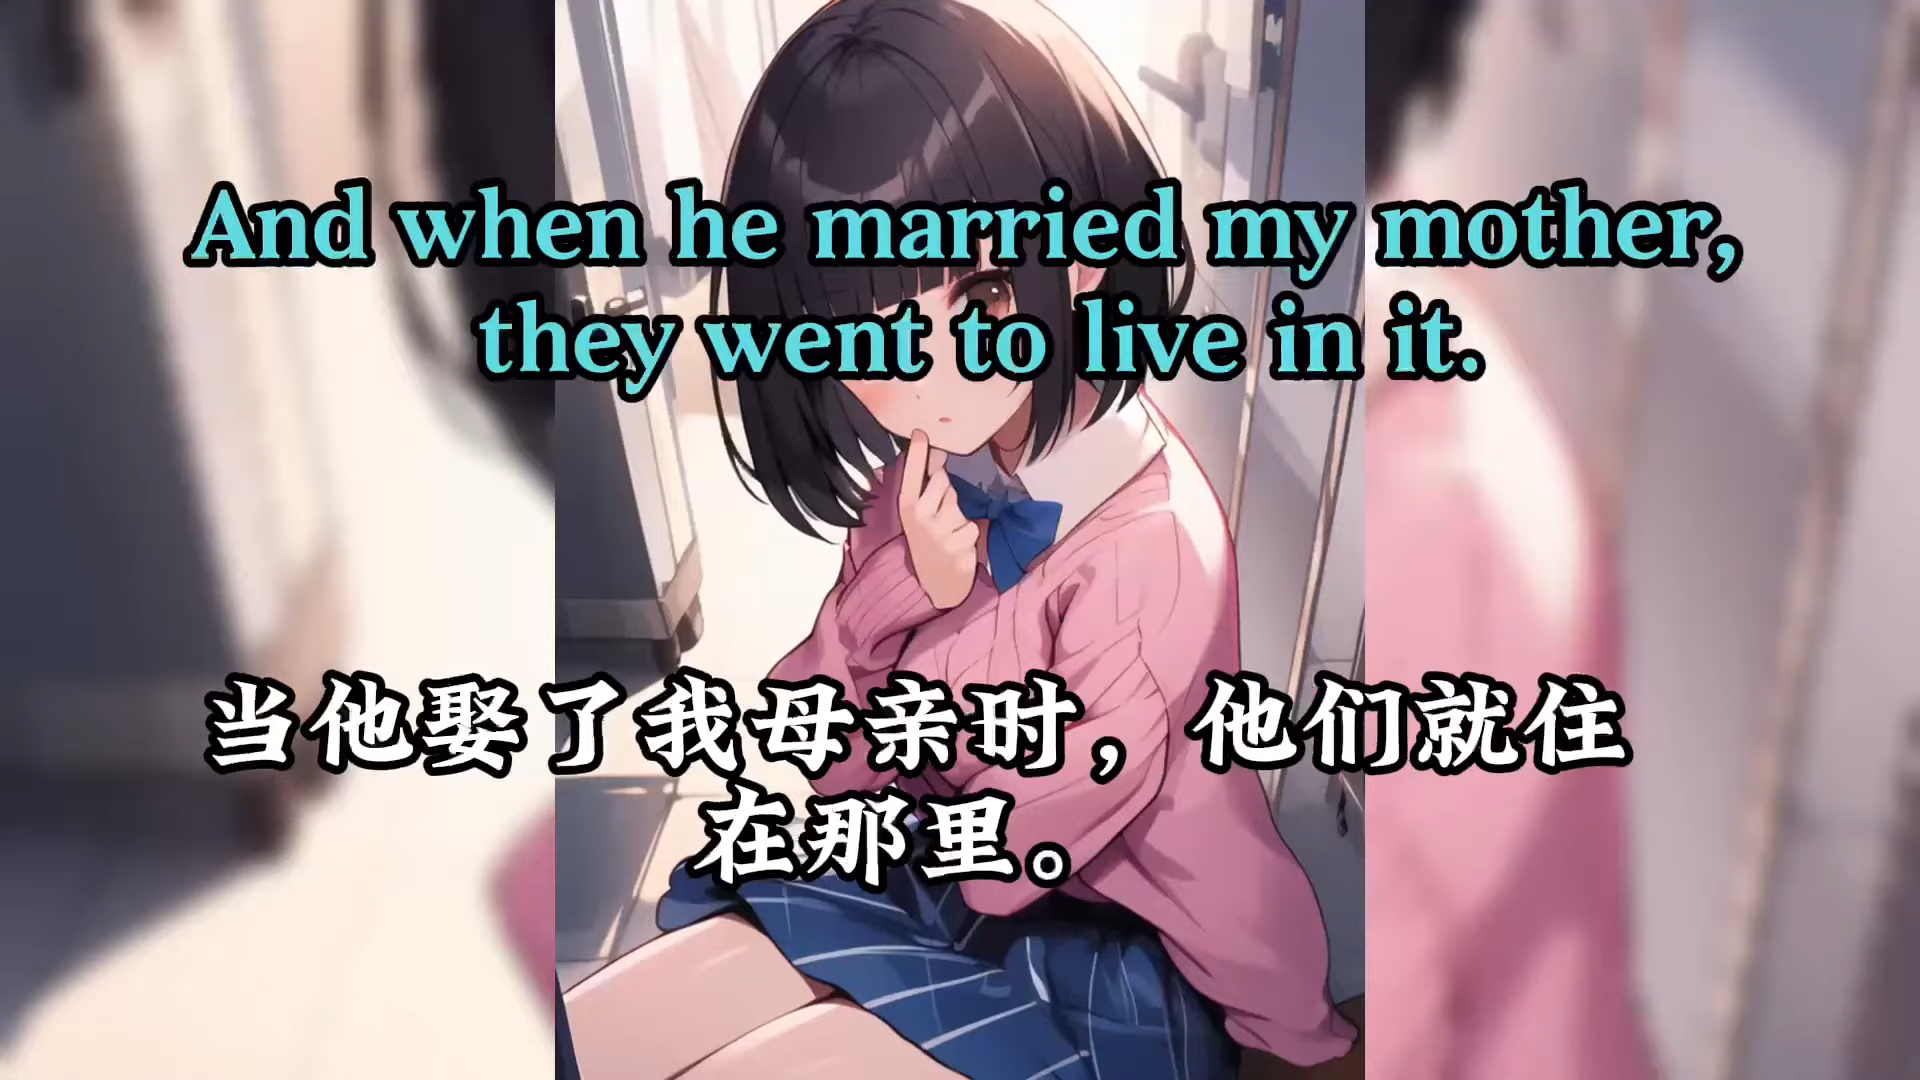 And when he married my mother,
they went to live in it.
当他娶了我母亲时，他们就住
在那里。